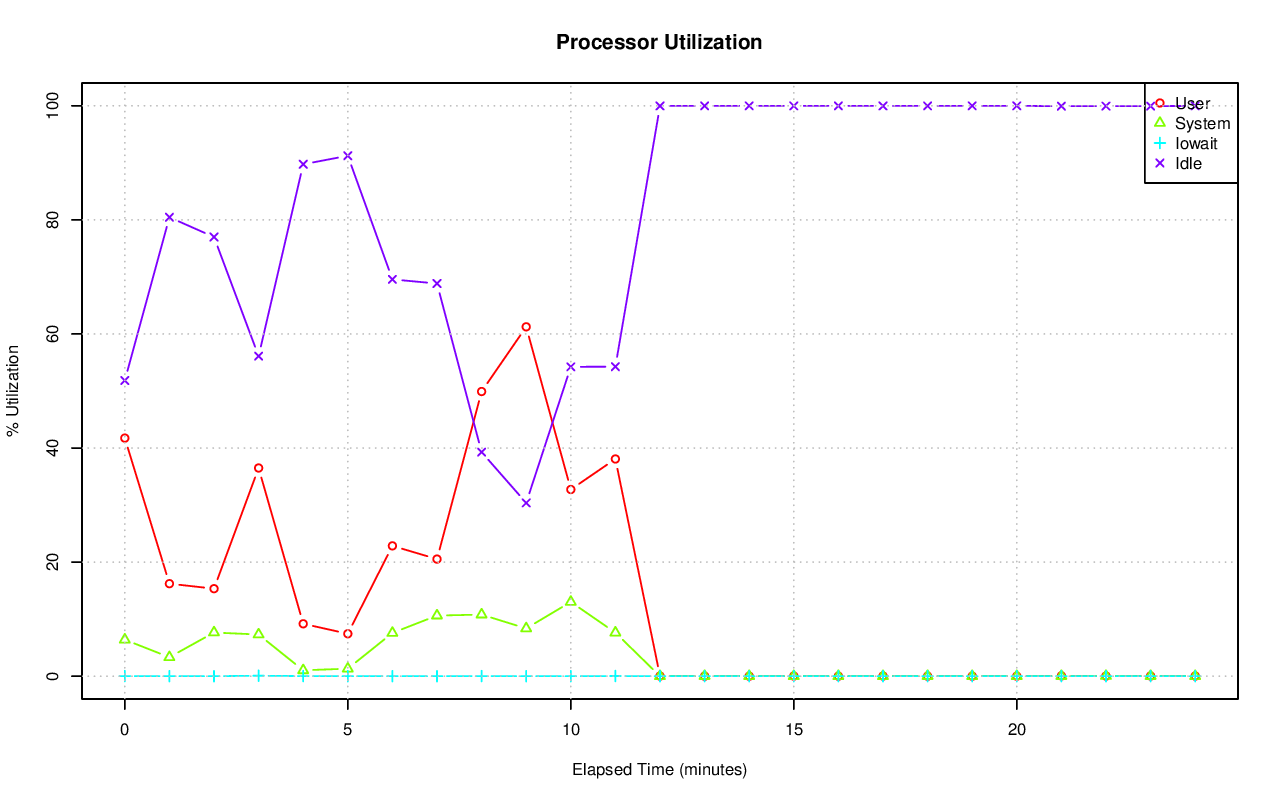 Processor Utilization
% Utilization
100
80
60
40
20
0
User
System
Iowait
Idle
0 5 10 15 20
Elapsed Time (minutes)